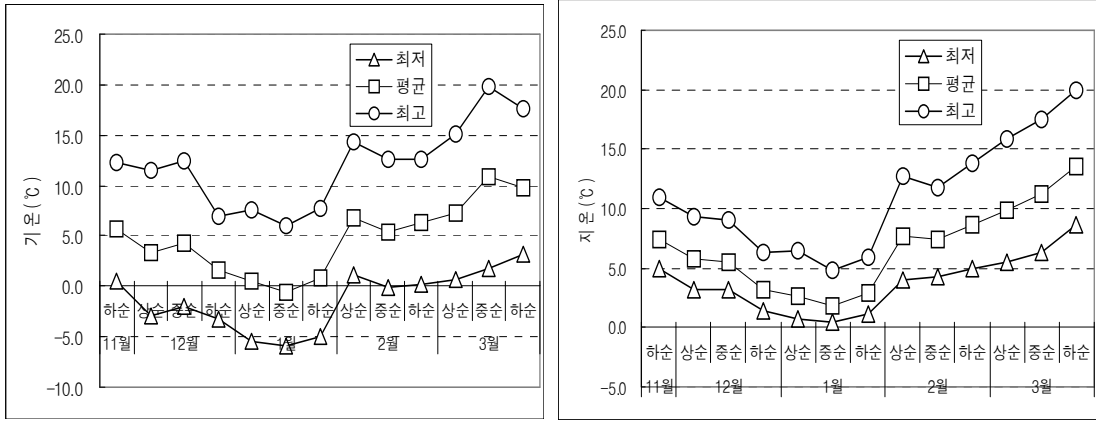 25.0
20.0
15.0
10.0
5.0
0.0
-5.0
-10.0
기온(℃)
최저
평균
최고
하순 상순 중순 하순 상순 중순 하순 상순 중순 하순 상순 중순 하순
11월 12월 1월 2월 3월
25.0
20.0
15.0
10.0
5.0
0.0
-5.0
지온(℃)
최저
평균
최고
하순 상순 중순 하순 상순 중순 하순 상순 중순 하순 상순 중순 하순
11월 12월 1월 2월 3월